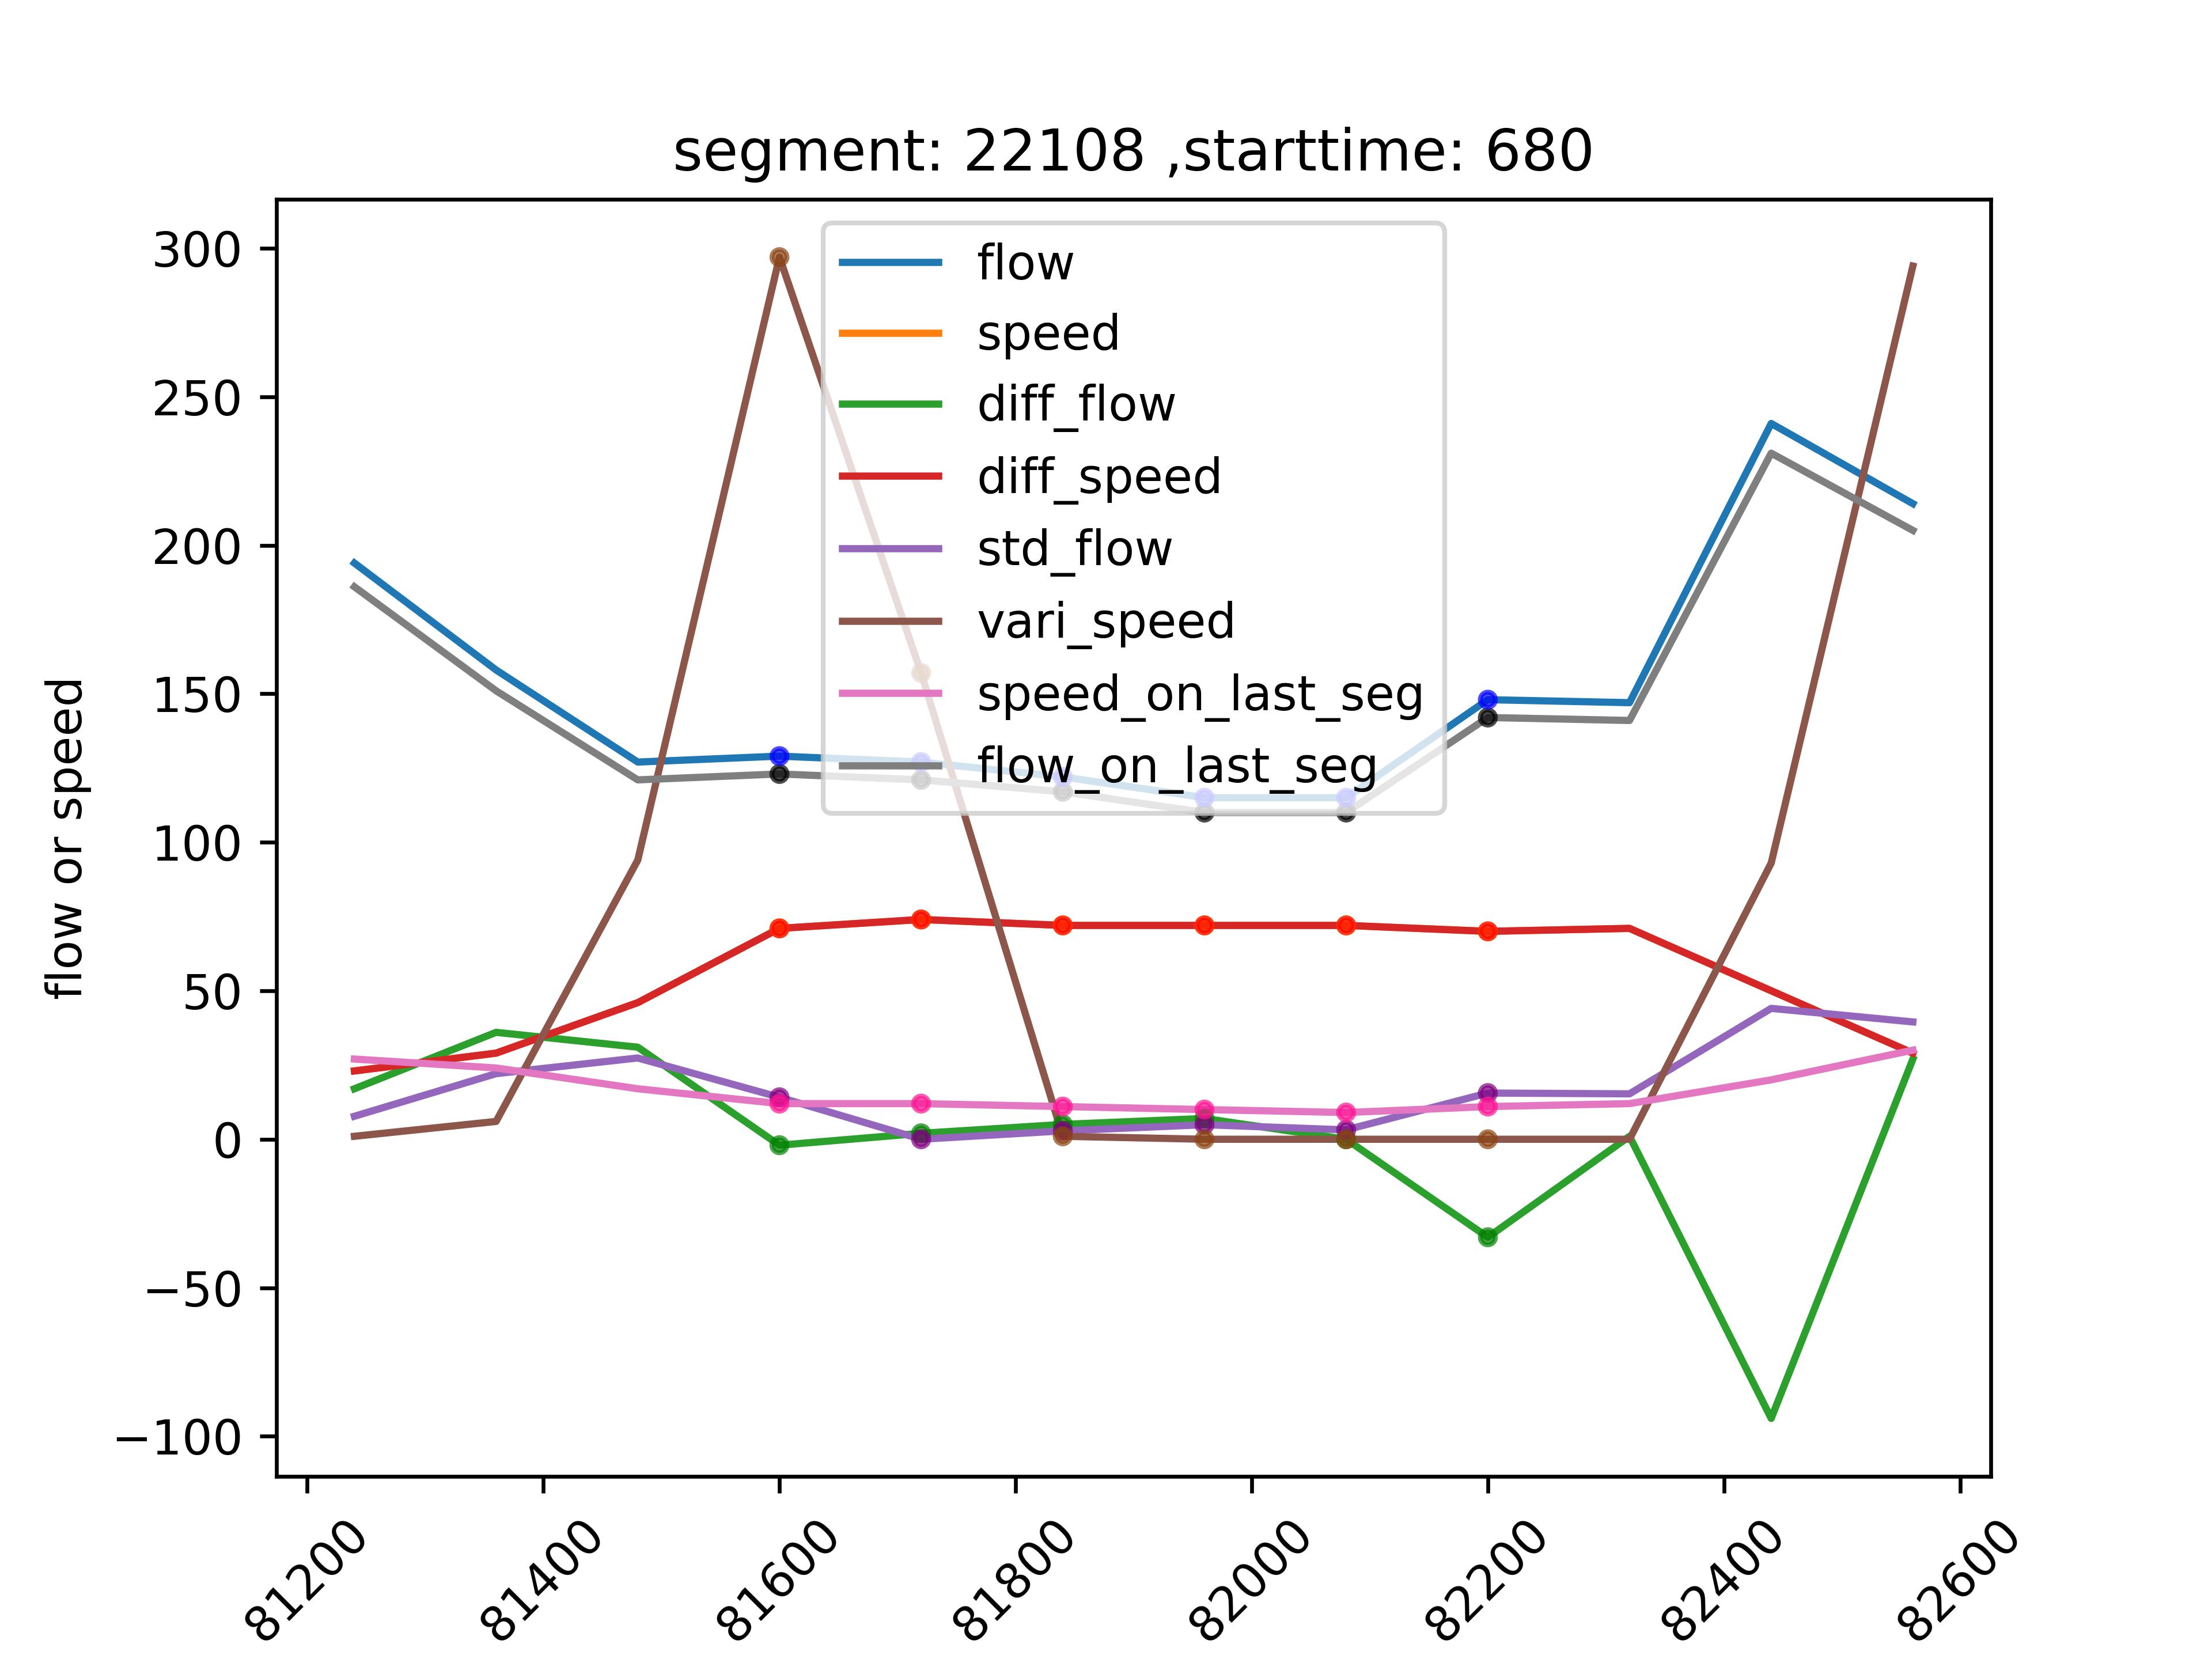 segment: 22108 ,starttime: 680
flow or speed
300
250
200
150
100
50
0
−50
−100
flow
speed
diff_flow
diff_speed
std_flow
vari_speed
speed_on_last_seg
flow_on_last_seg
81200
81400
81600
81800
82000
82200
82400
82600